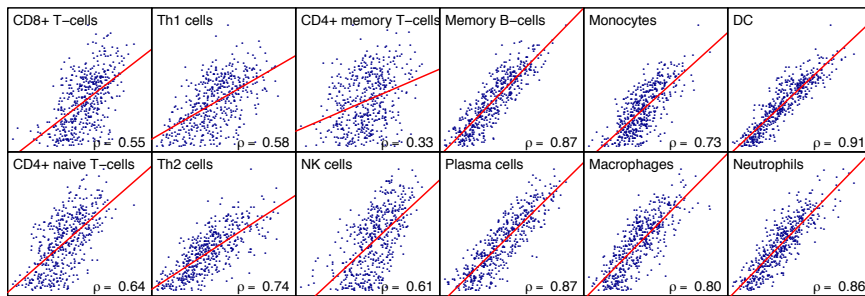 CD8+ T-cells
ρ = 0.55
Th1 cells
ρ = 0.58
CD4+ memory T-cells
ρ = 0.33
Memory B-cells
ρ = 0.87
Monocytes
ρ = 0.73
DC
ρ = 0.91
CD4+ naive T-cells
ρ = 0.64
Th2 cells
ρ = 0.74
NK cells
ρ = 0.61
Plasma cells
ρ = 0.87
Macrophages
ρ = 0.80
Neutrophils
ρ = 0.86